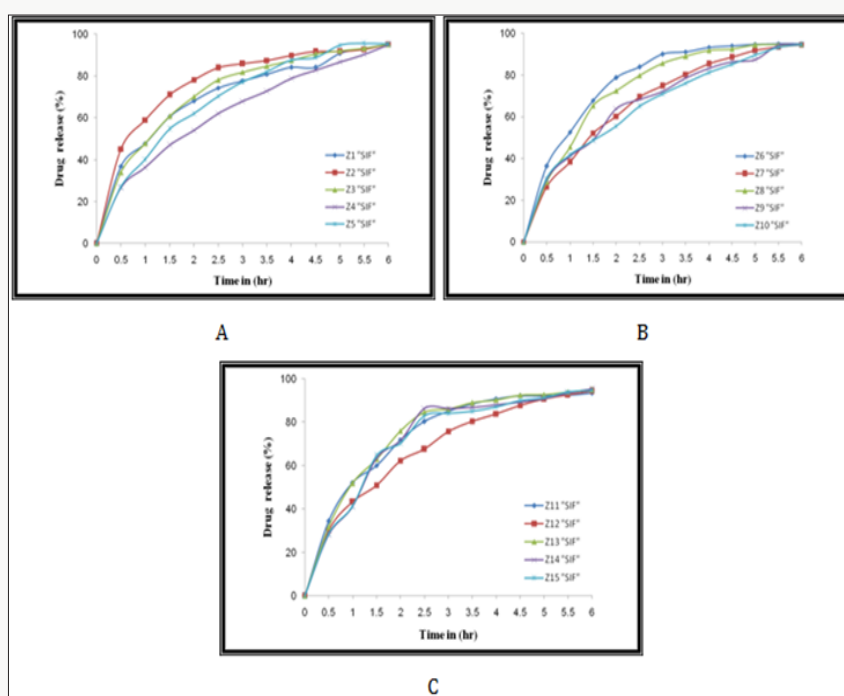 100
80
60
40
20
0
Drug release (%)
0 0.5 1 1.5 2 2.5 3 3.5 4 4.5 5 5.5 6
Time in (hr)
Z1 "SIF"
Z2 "SIF"
Z3 "SIF"
Z4 "SIF"
Z5 "SIF"
A
100
80
60
40
20
0
Drug release (%)
0 0.5 1 1.5 2 2.5 3 3.5 4 4.5 5 5.5 6
Time in (hr)
Z6 "SIF"
Z7 "SIF"
Z8 "SIF"
Z9 "SIF"
Z10 "SIF"
B
100
80
60
40
20
0
Drug release (%)
0 0.5 1 1.5 2 2.5 3 3.5 4 4.5 5 5.5 6
Time in (hr)
Z11 "SIF"
Z12 "SIF"
Z13 "SIF"
Z14 "SIF"
Z15 "SIF"
C